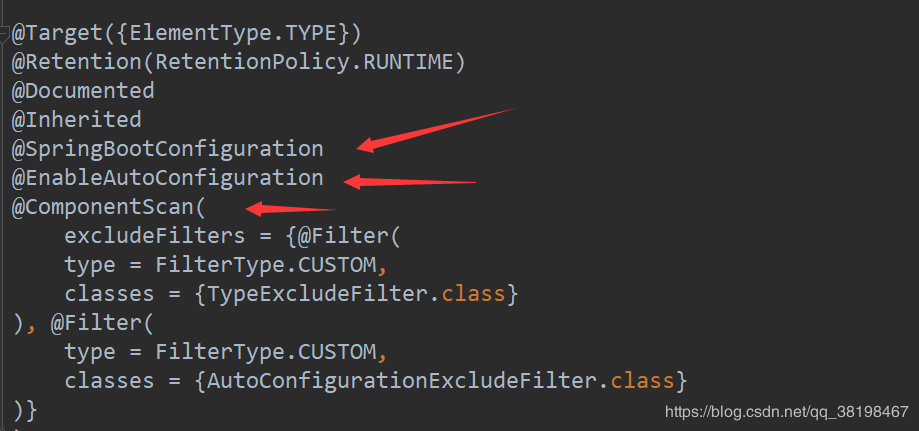 @Target({ElementType.TYPE})
@Retention(RetentionPolicy.RUNTIME)
@Documented
@Inherited
@SpringBootConfiguration
@EnableAutoConfiguration
@ComponentScan(
    excludeFilters = {@Filter(
    type = FilterType.CUSTOM,
    classes = {TypeExcludeFilter.class}
), @Filter(
    type = FilterType.CUSTOM,
    classes = {AutoConfigurationExcludeFilter.class}
)}
https://blog.csdn.net/qq_38198467